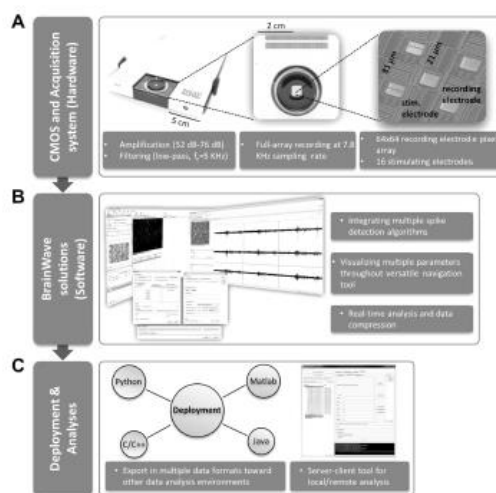 A
CMOS and Acquisition
system (Hardware)
2 cm
5 cm
21 μm
stim.
electrode
recording
electrode
• Amplification (52 dB-76 dB)
• Filtering (low-pass, fc=5 KHz)
• Full-array recording at 7.8
KHz sampling rate
• 64x64 recording electrode pixel
array
• 16 stimulating electrodes
B
BrainWave
solutions
(Software)
• Integrating multiple spike
detection algorithms
• Visualizing multiple parameters
throughout versatile navigation
tool
• Real-time analysis and data
compression
C
Deployment &
Analyses
Python
Matlab
Deployment
C/C++
Java
• Export in multiple data formats toward
other data analysis environments
• Server-client tool for
local/remote analysis